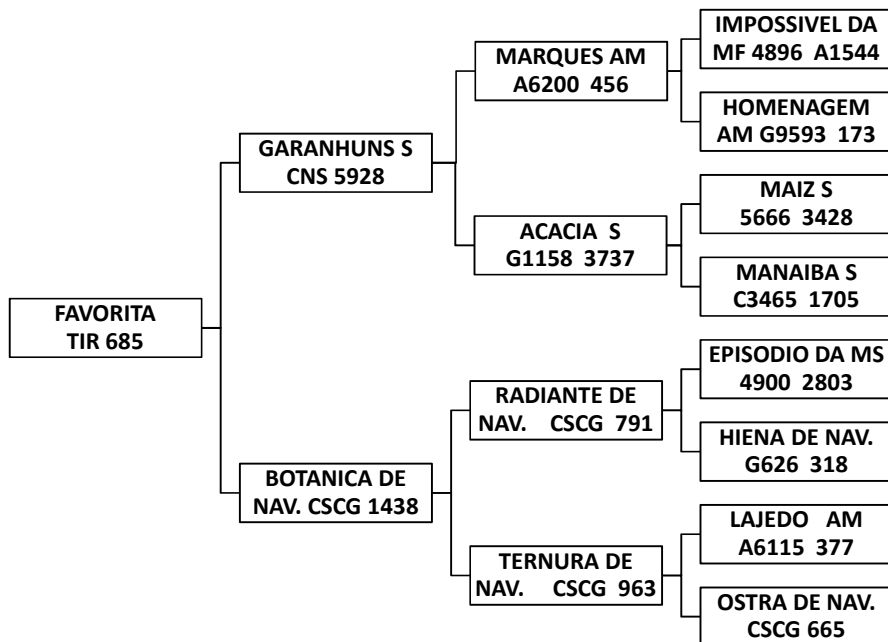 IMPOSSIVEL DA
MF 4896 A1544
MARQUES AM
A6200 456
HOMENAGEM
AM G9593 173
GARANHUNS S
CNS 5928
MAIZ S
5666 3428
ACACIA S
G1158 3737
MANAIBA S
C3465 1705
FAVORITA
TIR 685
EPISODIO DA MS
4900 2803
RADIANTE DE
NAV. CSCG 791
HIENA DE NAV.
G626 318
BOTANICA DE
NAV. CSCG 1438
LAJEDO AM
A6115 377
TERNURA DE
NAV. CSCG 963
OSTRA DE NAV.
CSCG 665